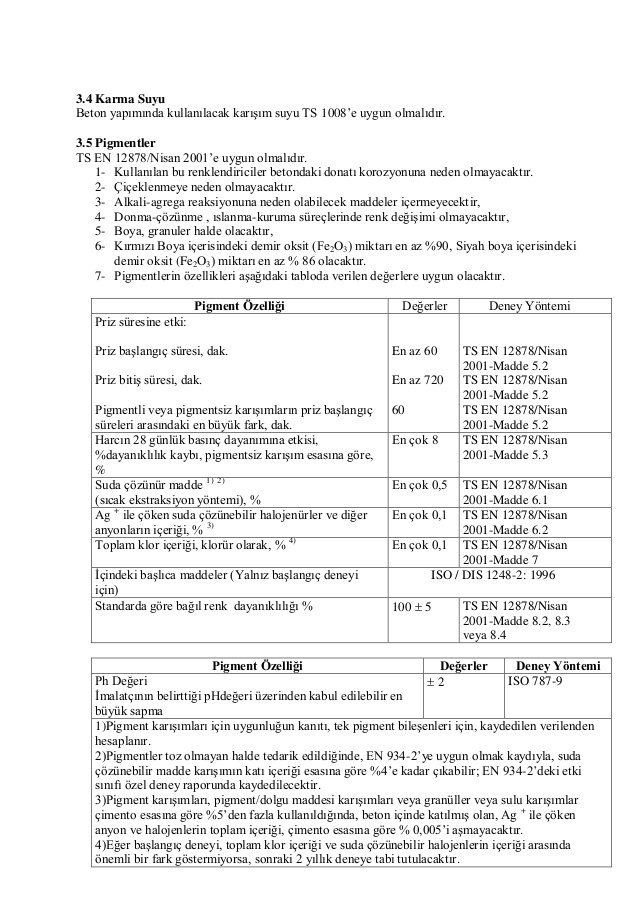 3.4 Karma Suyu
Beton yapımında kullanılacak karışım suyu TS 1008’e uygun olmalıdır.
3.5 Pigmentler
TS EN 12878/Nisan 2001’e uygun olmalıdır.
1- Kullanılan bu renklendiriciler betondaki donatı korozyonuna neden olmayacaktır.
2- Çiçeklenmeye neden olmayacaktır.
3- Alkali-agrega reaksiyonuna neden olabilecek maddeler içermeyecektir,
4- Donma-çözünme , ıslanma-kuruma süreçlerinde renk değişimi olmayacaktır,
5- Boya, granuler halde olacaktır,
6- Kırmızı Boya içerisindeki demir oksit (Fe2O3) miktarı en az %90, Siyah boya içerisindeki
demir oksit (Fe2O3) miktarı en az % 86 olacaktır.
7- Pigmentlerin özellikleri aşağıdaki tabloda verilen değerlere uygun olacaktır.
Pigment Özelliği Değerler Deney Yöntemi
Priz süresine etki:
Priz başlangıç süresi, dak. En az 60 TS EN 12878/Nisan
2001-Madde 5.2
Priz bitiş süresi, dak. En az 720 TS EN 12878/Nisan
2001-Madde 5.2
Pigmentli veya pigmentsiz karışımların priz başlangıç 60 TS EN 12878/Nisan
süreleri arasındaki en büyük fark, dak. 2001-Madde 5.2
Harcın 28 günlük basınç dayanımına etkisi, En çok 8 TS EN 12878/Nisan
%dayanıklılık kaybı, pigmentsiz karışım esasına göre, 2001-Madde 5.3
%
Suda çözünür madde 1) 2) En çok 0,5 TS EN 12878/Nisan
(sıcak ekstraksiyon yöntemi), % 2001-Madde 6.1
Ag + ile çöken suda çözünebilir halojenürler ve diğer En çok 0,1 TS EN 12878/Nisan
anyonların içeriği, % 3) 2001-Madde 6.2
Toplam klor içeriği, klorür olarak, % 4) En çok 0,1 TS EN 12878/Nisan
2001-Madde 7
İçindeki başlıca maddeler (Yalnız başlangıç deneyi ISO / DIS 1248-2: 1996
için)
Standarda göre bağıl renk dayanıklılığı % 100 ± 5 TS EN 12878/Nisan
2001-Madde 8.2, 8.3
veya 8.4
Pigment Özelliği Değerler Deney Yöntemi
Ph Değeri ± 2 ISO 787-9
İmalatçının belirttiği pHdeğeri üzerinden kabul edilebilir en
büyük sapma
1)Pigment karışımları için uygunluğun kanıtı, tek pigment bileşenleri için, kaydedilen verilenden
hesaplanır.
2)Pigmentler toz olmayan halde tedarik edildiğinde, EN 934-2’ye uygun olmak kaydıyla, suda
çözünebilir madde karışımın katı içeriği esasına göre %4’e kadar çıkabilir; EN 934-2’deki etki
sınıfı özel deney raporunda kaydedilecektir.
3)Pigment karışımları, pigment/dolgu maddesi karışımları veya granüller veya sulu karışımlar
çimento esasına göre %5’den fazla kullanıldığında, beton içinde katılmış olan, Ag + ile çöken
anyon ve halojenlerin toplam içeriği, çimento esasına göre % 0,005’i aşmayacaktır.
4)Eğer başlangıç deneyi, toplam klor içeriği ve suda çözünebilir halojenlerin içeriği arasında
önemli bir fark göstermiyorsa, sonraki 2 yıllık deneye tabi tutulacaktır.